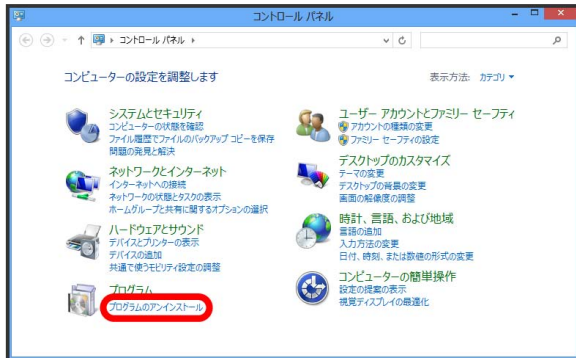 コントロール パネル
コントロール パネル
コンピューターの設定を調整します
表示方法: カテゴリ
システムとセキュリティ
コンピューターの状態を確認
ファイル履歴でファイルのバックアップ コピーを保存
問題の発見と解決
ネットワークとインターネット
インターネットへの接続
ネットワークの状態とタスクの表示
ホームグループと共有に関するオプションの選択
ハードウェアとサウンド
デバイスとプリンターの表示
デバイスの追加
共通で使うモビリティ設定の調整
プログラム
プログラムのアンインストール
ユーザー アカウントとファミリー セーフティ
アカウントの種類の変更
ファミリー セーフティの設定
デスクトップのカスタマイズ
テーマの変更
デスクトップの背景の変更
画面の解像度の調整
時計、言語、および地域
言語の追加
入力方法の変更
日付、時刻、または数値の形式の変更
コンピューターの簡単操作
設定の提案の表示
視覚ディスプレイの最適化